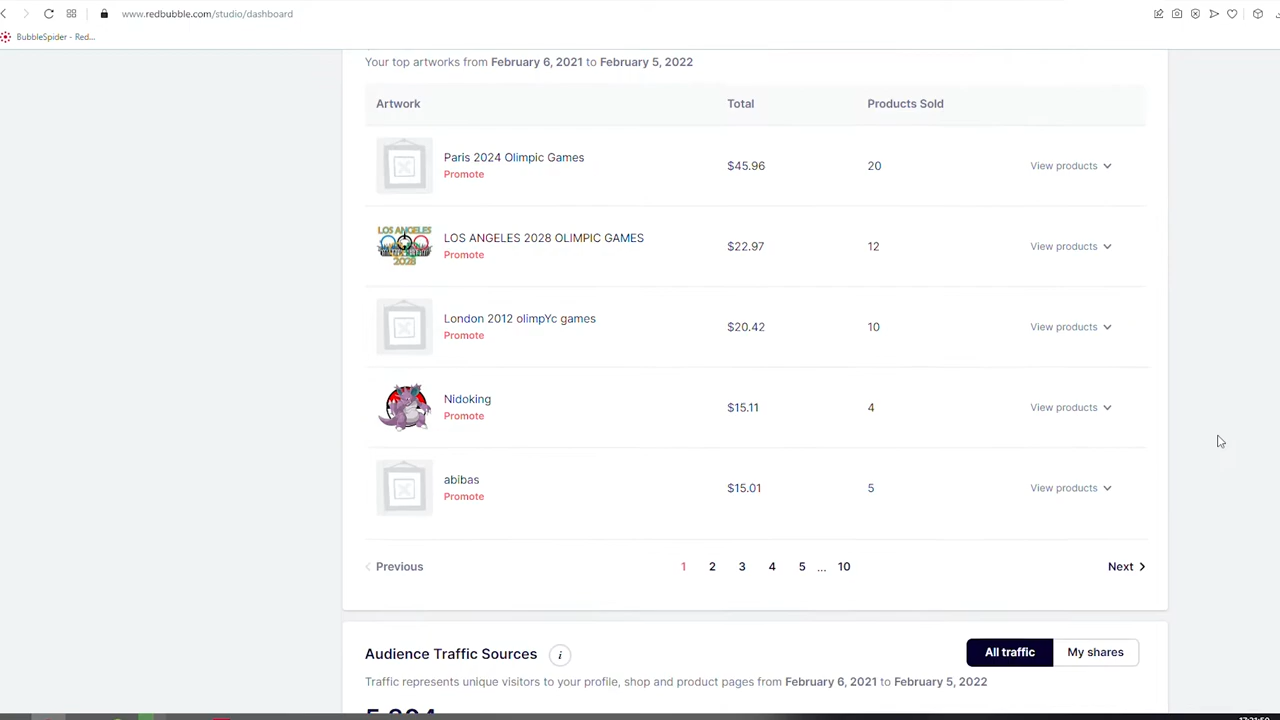 www.redbubble.com/studio/dashboard
BubbleSpider - Red...
Your top artworks from February 6, 2021 to February 5, 2022
Artwork Total Products Sold
Paris 2024 Olimpic Games
Promote
$45.96 20 View products
LOS ANGELES
2028
LOS ANGELES 2028 OLIMPIC GAMES
Promote
$22.97 12 View products
London 2012 olimpYc games
Promote
$20.42 10 View products
Nidoking
Promote
$15.11 4 View products
abibas
Promote
$15.01 5 View products
Previous 1 2 3 4 5 ... 10 Next
Audience Traffic Sources i All traffic My shares
Traffic represents unique visitors to your profile, shop and product pages from February 6, 2021 to February 5, 2022